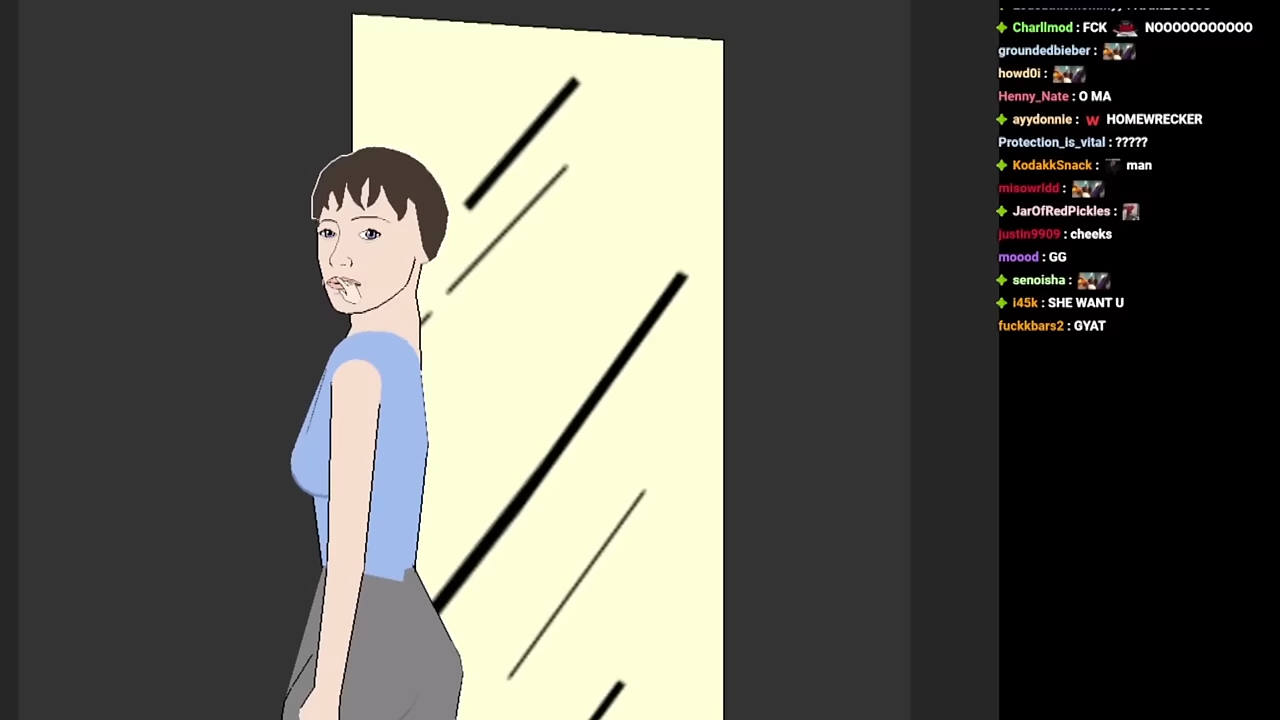 Charllmod : FCK NOOOOOOOOOOO
groundedbieber :
howd0i :
Henny_Nate : O MA
ayydonnie : W HOMEWRECKER
Protection_is_vital : ?????
KodakkSnack : man
misowrldd :
JarOfRedPickles :
justin9909 : cheeks
moood : GG
senoisha :
i45k : SHE WANT U
fuckkbars2 : GYAT